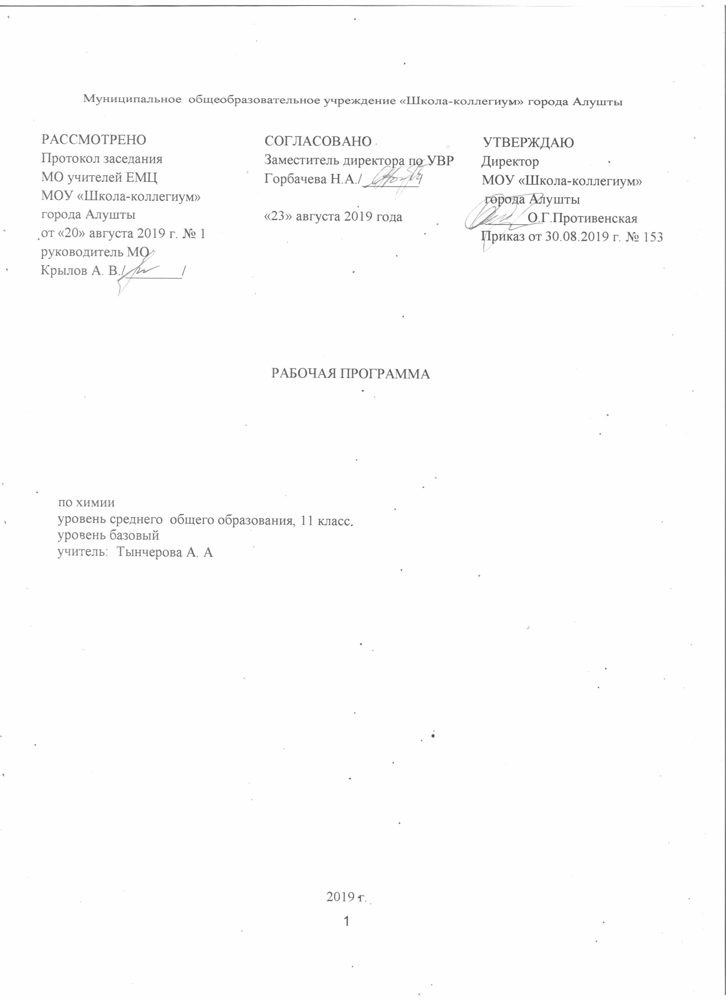 Муниципальное общеобразовательное учреждение «Школа-коллегиум» города Алушты
РАССМОТРЕНО
Протокол заседания
МО учителей ЕМЦ
МОУ «Школа-коллегиум»
города Алушты
от «20» августа 2019 г. № 1
руководитель МО
Крылов А. В./________/
СОГЛАСОВАНО
Заместитель директора по УВР
Горбачева Н.А./________/
«23» августа 2019 года
УТВЕРЖДАЮ
Директор
МОУ «Школа-коллегиум»
города Алушты
______О.Г.Противенская
Приказ от 30.08.2019 г. № 153
РАБОЧАЯ ПРОГРАММА
по химии
уровень среднего общего образования, 11 класс.
уровень базовый
учитель: Тынчерова А. А
2019 г.
1